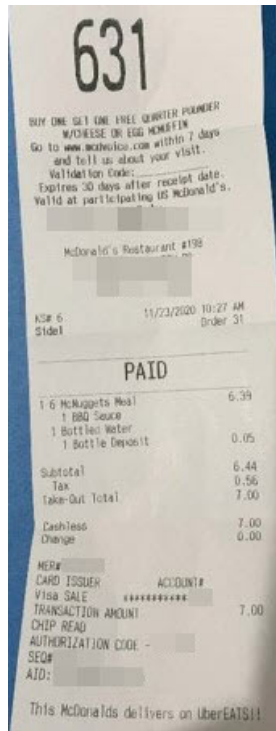 631
BUY ONE GET ONE FREE QUARTER POUNDER
W/CHEESE OR EGG MCMUFFIN
Go to www.mcdvoice.com within 7 days
and tell us about your visit.
Validation Code:
Expires 30 days after receipt date.
Valid at participating US McDonald's.
McDonald's Restaurant #198
KS# 6 11/23/2020 10:27 AM
Side1 Order 31
PAID
1 6 McNuggets Meal 6.39
1 BBQ Sauce
1 Bottled Water
1 Bottle Deposit 0.05
Subtotal 6.44
Tax 0.56
Take-Out Total 7.00
Cashless 7.00
Change 0.00
MER#
CARD ISSUER ACCOUNT#
Visa SALE ************
TRANSACTION AMOUNT 7.00
CHIP READ
AUTHORIZATION CODE -
SEQ#
AID:
This McDonalds delivers on UberEATS!!